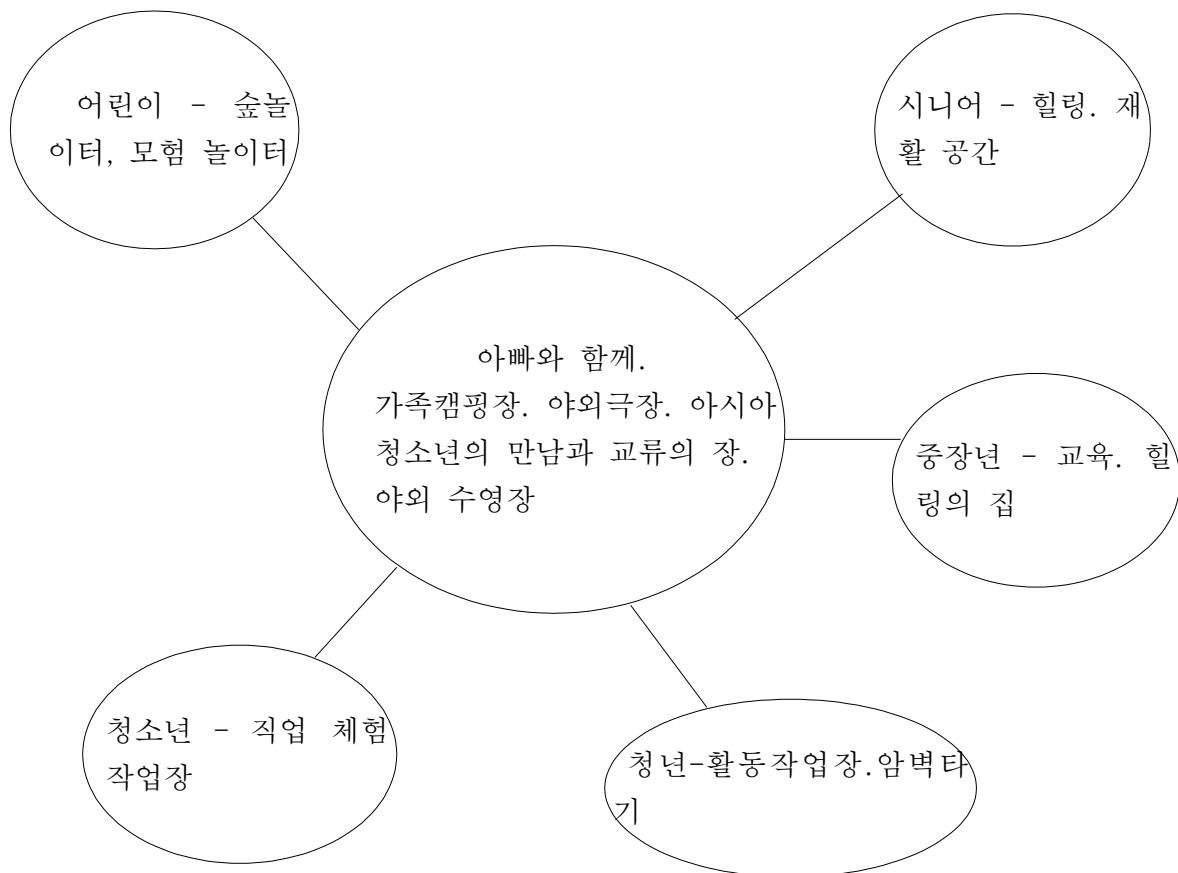 어린이 - 숲놀
이터, 모험 놀이터
시니어 - 힐링. 재
활 공간
아빠와 함께.
가족캠핑장. 야외극장. 아시아
청소년의 만남과 교류의 장.
야외 수영장
중장년 - 교육. 힐
링의 집
청소년 - 직업 체험
작업장
청년-활동작업장.암벽타
기